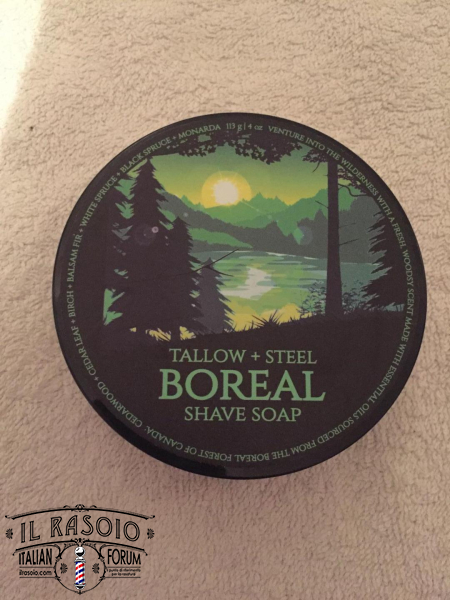 CEDARWOOD + CEDAR LEAF + BIRCH + BALSAM FIR + WHITE SPRUCE + BLACK SPRUCE + MONARDA 113 g | 4 oz VENTURE INTO THE WILDERNESS WITH A FRESH, WOODSY SCENT MADE WITH ESSENTIAL OILS SOURCED FROM THE BOREAL FOREST OF CANADA.
TALLOW + STEEL
BOREAL
SHAVE SOAP
IL RASOIO
ITALIAN FORUM
ilrasoio.com